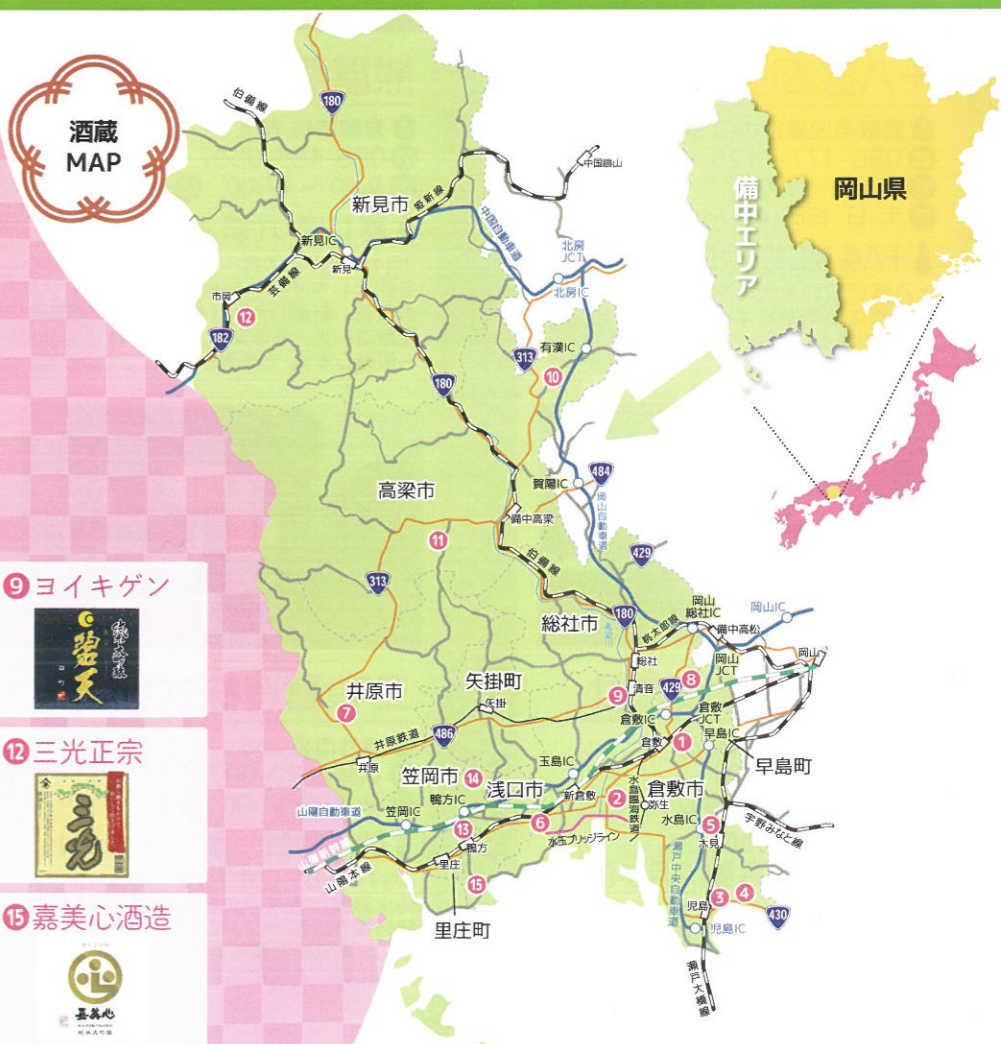 酒蔵
MAP
伯備線
180
中国勝山
新見市
姫新線
中国自動車道
新見IC
新見
芸備線
市岡
⑫
182
北房
JCT
北房IC
有漢IC
313
⑩
180
備中エリア
岡山県
高梁市
賀陽IC
484
岡山自動車道
備中高梁
⑪
伯備線
429
313
180
高梁川
総社市
桃太郎線
岡山
総社IC
備中高松
岡山IC
岡山
総社
岡山
JCT
矢掛町
清音
⑨
429
⑧
井原市
⑦
矢掛
倉敷IC
倉敷
JCT
井原鉄道
486
倉敷
①
早島IC
井原
玉島IC
早島町
笠岡市
⑭
浅口市
新倉敷
②
水島臨海鉄道
弥生
倉敷市
山陽自動車道
笠岡IC
鴨方IC
水島IC
⑤
宇野みなと線
⑬
⑥
水玉ブリッジライン
木見
山陽新幹線
鴨方
山陽本線
里庄
⑮
瀬戸中央自動車道
③
④
児島
430
里庄町
児島IC
瀬戸大橋線
⑨ヨイキゲン
碧天
⑫三光正宗
三光
⑮嘉美心酒造
嘉美心